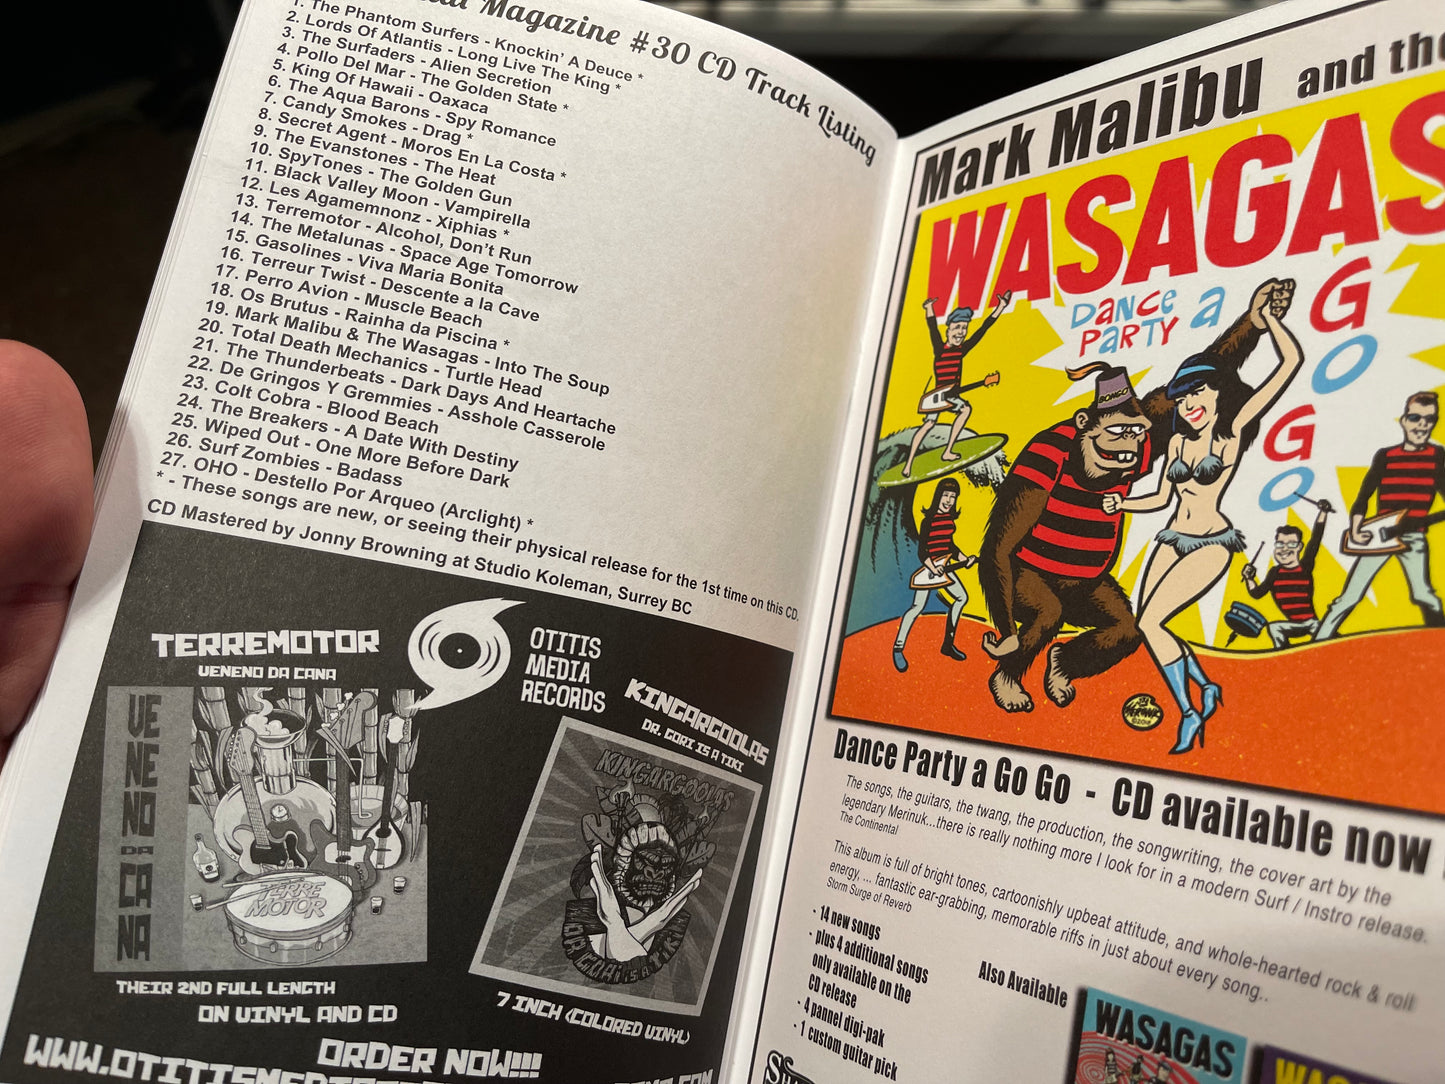 Magazine #30 CD Track Listing
1. The Phantom Surfers - Knockin' A Deuce *
2. Lords Of Atlantis - Long Live The King *
3. The Surfaders - Alien Secretion
4. Pollo Del Mar - The Golden State *
5. King Of Hawaii - Oaxaca
6. The Aqua Barons - Spy Romance
7. Candy Smokes - Drag *
8. Secret Agent - Moros En La Costa *
9. The Evanstones - The Heat
10. SpyTones - The Golden Gun
11. Black Valley Moon - Vampirella
12. Les Agamemnonz - Xiphias *
13. Terremotor - Alcohol, Don't Run
14. The Metalunas - Space Age Tomorrow
15. Gasolines - Viva Maria Bonita
16. Terreur Twist - Descente a la Cave
17. Perro Avion - Muscle Beach
18. Os Brutus - Rainha da Piscina *
19. Mark Malibu & The Wasagas - Into The Soup
20. Total Death Mechanics - Turtle Head
21. The Thunderbeats - Dark Days And Heartache
22. De Gringos Y Gremmies - Asshole Casserole
23. Colt Cobra - Blood Beach
24. The Breakers - A Date With Destiny
25. Wiped Out - One More Before Dark
26. Surf Zombies - Badass
27. OHO - Destello Por Arqueo (Arclight) *
* - These songs are new, or seeing their physical release for the 1st time on this CD.
CD Mastered by Jonny Browning at Studio Koleman, Surrey BC
TERREMOTOR
VENENO DA CANA
OTITIS
MEDIA
RECORDS
KINGARGOOLAS
DR. GORI IS A TIKI
VE
NE
NO
DA
CA
NA
TERRE
MOTOR
KINGARGOOLAS
DR. GORI IS A TIKI
THEIR 2ND FULL LENGTH
ON VINYL AND CD
7 INCH (COLORED VINYL)
ORDER NOW!!!
Mark Malibu and the
WASAGAS
DANCE
PARTY A
GO
GO
BONGO
Dance Party a Go Go - CD available now
The songs, the guitars, the twang, the production, the songwriting, the cover art by the
legendary Merinuk...there is really nothing more I look for in a modern Surf / Instro release.
The Continental
This album is full of bright tones, cartoonishly upbeat attitude, and whole-hearted rock & roll
energy, ... fantastic ear-grabbing, memorable riffs in just about every song..
Storm Surge of Reverb
- 14 new songs
- plus 4 additional songs
only available on the
CD release
- 4 pannel digi-pak
- 1 custom guitar pick
Also Available
WASAGAS